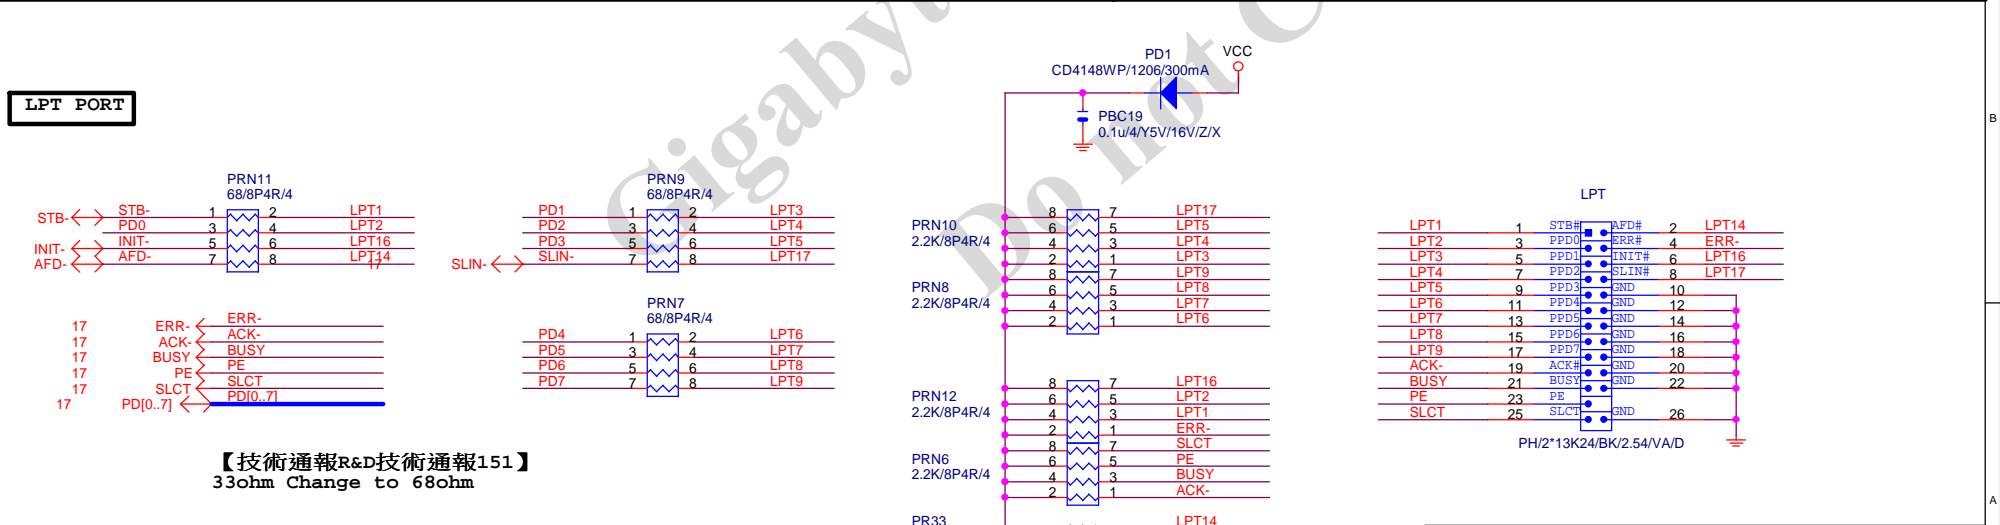 Gigabyt
Do not C
LPT PORT
PD1
CD4148WP/1206/300mA
VCC
PBC19
0.1u/4/Y5V/16V/Z/X
B
PRN11
68/8P4R/4
STB- STB- 1 2 LPT1
PD0 3 4 LPT2
INIT- INIT- 5 6 LPT16
AFD- AFD- 7 8 LPT14
17
PRN9
68/8P4R/4
PD1 1 2 LPT3
PD2 3 4 LPT4
PD3 5 6 LPT5
SLIN- SLIN- 7 8 LPT17
17 ERR- ERR-
17 ACK- ACK-
17 BUSY BUSY
17 PE PE
17 SLCT SLCT
17 PD[0..7] PD[0..7]
PRN7
68/8P4R/4
PD4 1 2 LPT6
PD5 3 4 LPT7
PD6 5 6 LPT8
PD7 7 8 LPT9
【技術通報R&D技術通報151】
33ohm Change to 68ohm
PRN10
2.2K/8P4R/4
8 7 LPT17
6 5 LPT5
4 3 LPT4
2 1 LPT3
PRN8
2.2K/8P4R/4
8 7 LPT9
6 5 LPT8
4 3 LPT7
2 1 LPT6
PRN12
2.2K/8P4R/4
8 7 LPT16
6 5 LPT2
4 3 LPT1
2 1 ERR-
PRN6
2.2K/8P4R/4
8 7 SLCT
6 5 PE
4 3 BUSY
2 1 ACK-
PR33
LPT14
LPT
LPT1 1 STB# AFD# 2 LPT14
LPT2 3 PPD0 ERR# 4 ERR-
LPT3 5 PPD1 INIT# 6 LPT16
LPT4 7 PPD2 SLIN# 8 LPT17
LPT5 9 PPD3 GND 10
LPT6 11 PPD4 GND 12
LPT7 13 PPD5 GND 14
LPT8 15 PPD6 GND 16
LPT9 17 PPD7 GND 18
ACK- 19 ACK# GND 20
BUSY 21 BUSY GND 22
PE 23 PE
SLCT 25 SLCT GND 26
PH/2*13K24/BK/2.54/VA/D
A